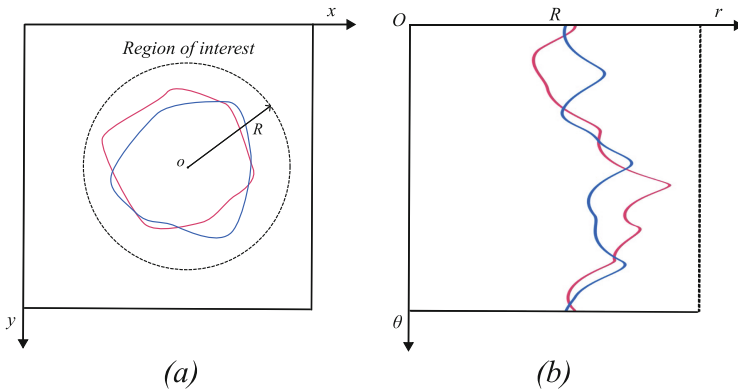 x
Region of interest
R
o
y
(a)
O
R
r
θ
(b)